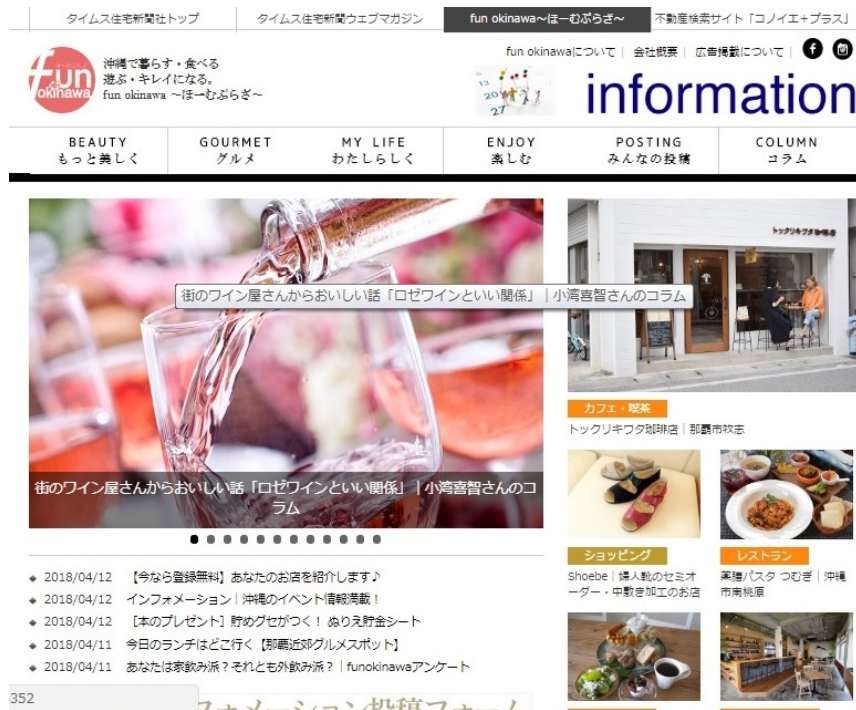 タイムス住宅新聞社トップ
タイムス住宅新聞ウェブマガジン
fun okinawa～ほーむぷらざ～
不動産検索サイト「コノイエ+プラス」
fun okinawaについて｜会社概要｜広告掲載について
fun
okinawa
沖縄で暮らす・食べる
遊ぶ・キレイになる。
fun okinawa ～ほーむぷらざ～
13
20
27
information
BEAUTY
もっと美しく
GOURMET
グルメ
MY LIFE
わたしらしく
ENJOY
楽しむ
POSTING
みんなの投稿
COLUMN
コラム
トックリキワタ珈琲店
街のワイン屋さんからおいしい話「ロゼワインといい関係」｜小湾喜智さんのコラム
街のワイン屋さんからおいしい話「ロゼワインといい関係」｜小湾喜智さんのコ
ラム
カフェ・喫茶
トックリキワタ珈琲店｜那覇市牧志
ショッピング
Shoebe｜婦人靴のセミオ
ーダー・中敷き加工のお店
レストラン
薬膳パスタ つむぎ｜沖縄
市南桃原
2018/04/12 【今なら登録無料】あなたのお店を紹介します♪
2018/04/12 インフォメーション｜沖縄のイベント情報満載！
2018/04/12 ［本のプレゼント］貯めグセがつく！ ぬりえ貯金シート
2018/04/11 今日のランチはどこ行く【那覇近郊グルメスポット】
2018/04/11 あなたは家飲み派？それとも外飲み派？｜funokinawaアンケート
352
フォメーション投稿フォーム